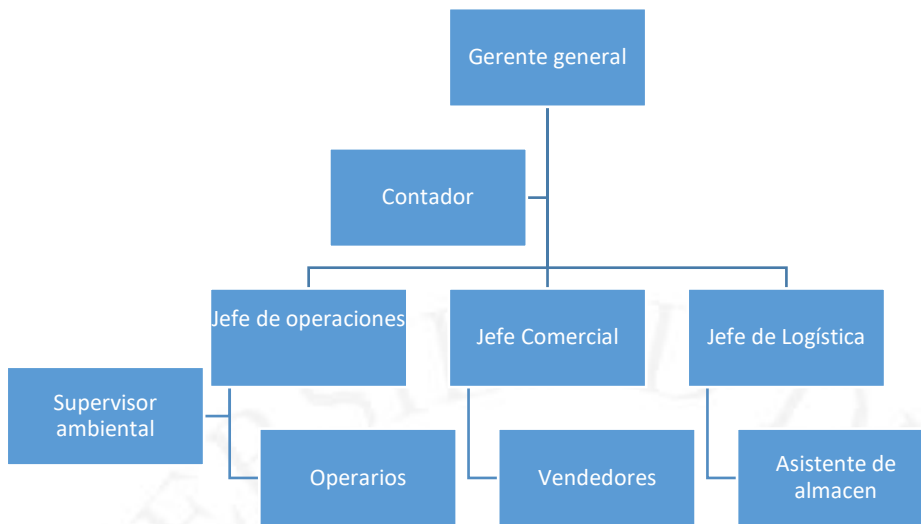 Gerente general
Contador
Jefe de operaciones
Jefe Comercial
Jefe de Logística
Supervisor
ambiental
Operarios
Vendedores
Asistente de
almacen